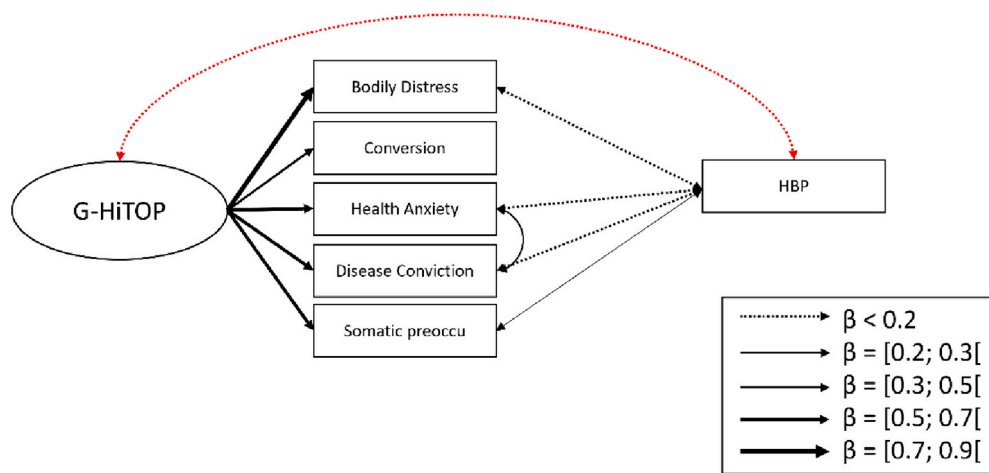 Bodily Distress
Conversion
G-HiTOP
Health Anxiety
Disease Conviction
Somatic preoccu
HBP
β < 0.2
β = [0.2; 0.3[
β = [0.3; 0.5[
β = [0.5; 0.7[
β = [0.7; 0.9[